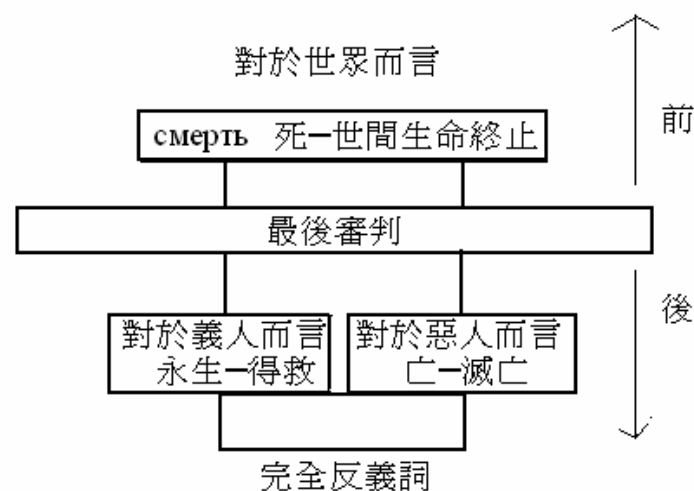 對於世眾而言
前
смерть 死─世間生命終止
最後審判
後
對於義人而言
永生─得救
對於惡人而言
亡─滅亡
完全反義詞